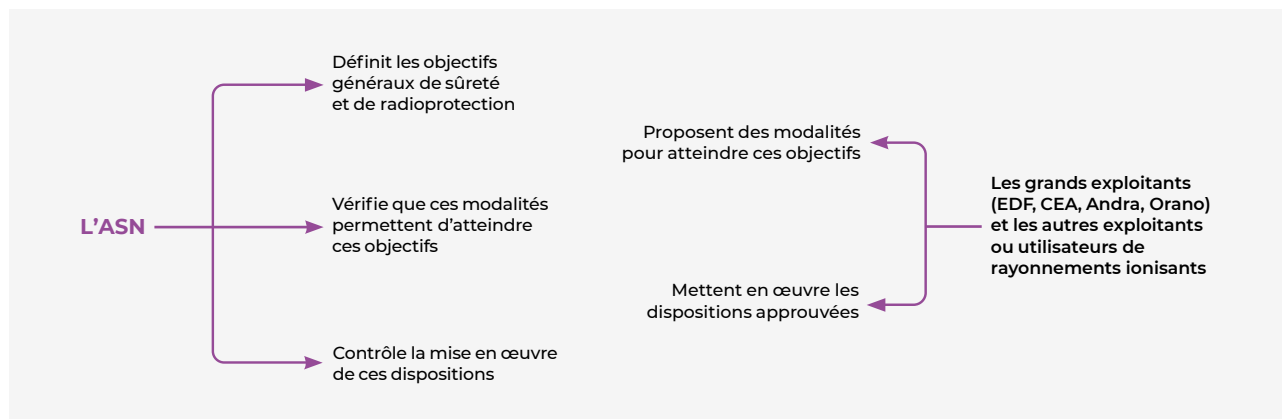 L’ASN
Définit les objectifs
généraux de sûreté
et de radioprotection
Vérifie que ces modalités
permettent d’atteindre
ces objectifs
Contrôle la mise en œuvre
de ces dispositions
Proposent des modalités
pour atteindre ces objectifs
Mettent en œuvre les
dispositions approuvées
Les grands exploitants
(EDF, CEA, Andra, Orano)
et les autres exploitants
ou utilisateurs de
rayonnements ionisants